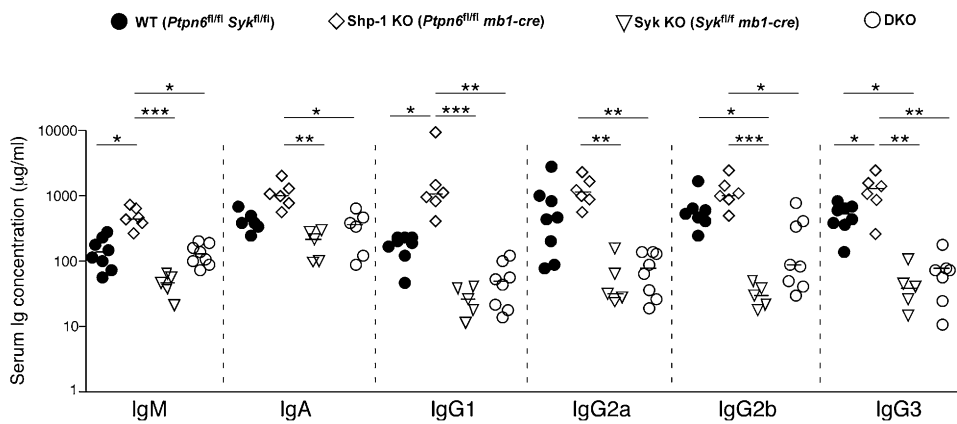 WT (Ptpn6fl/fl Sykfl/fl) Shp-1 KO (Ptpn6fl/fl mb1-cre) Syk KO (Sykfl/f mb1-cre) DKO
* * * * *
*** * ** ** * **
* ** * *** ** *** * **
Serum Ig concentration (μg/ml)
10000
1000
100
10
1
IgM IgA IgG1 IgG2a IgG2b IgG3